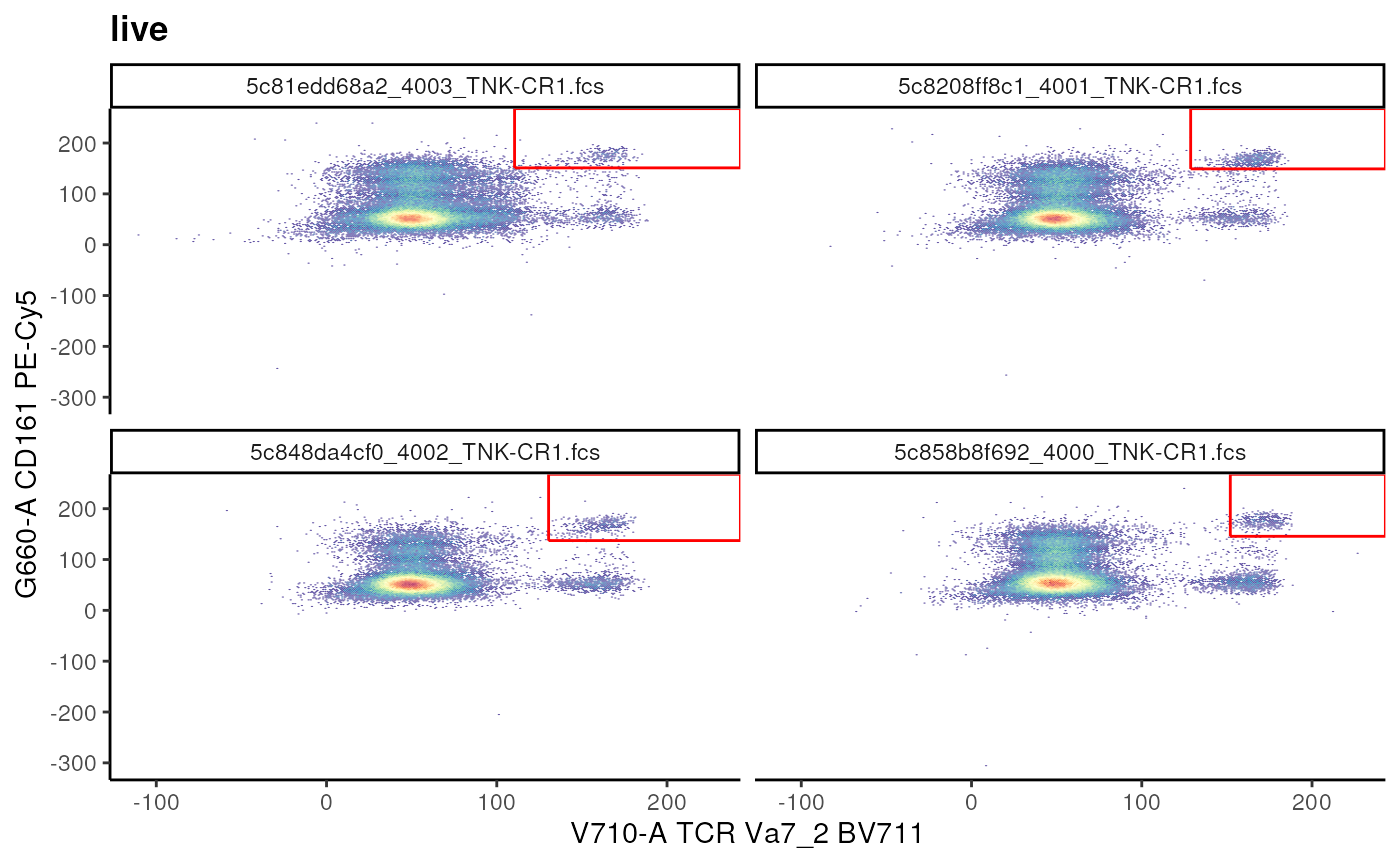 live
5c81edd68a2_4003_TNK-CR1.fcs
5c8208ff8c1_4001_TNK-CR1.fcs
200
100
0
-100
-200
-300
5c848da4cf0_4002_TNK-CR1.fcs
5c858b8f692_4000_TNK-CR1.fcs
200
100
0
-100
-200
-300
G660-A CD161 PE-Cy5
-100 0 100 200
-100 0 100 200
V710-A TCR Va7_2 BV711